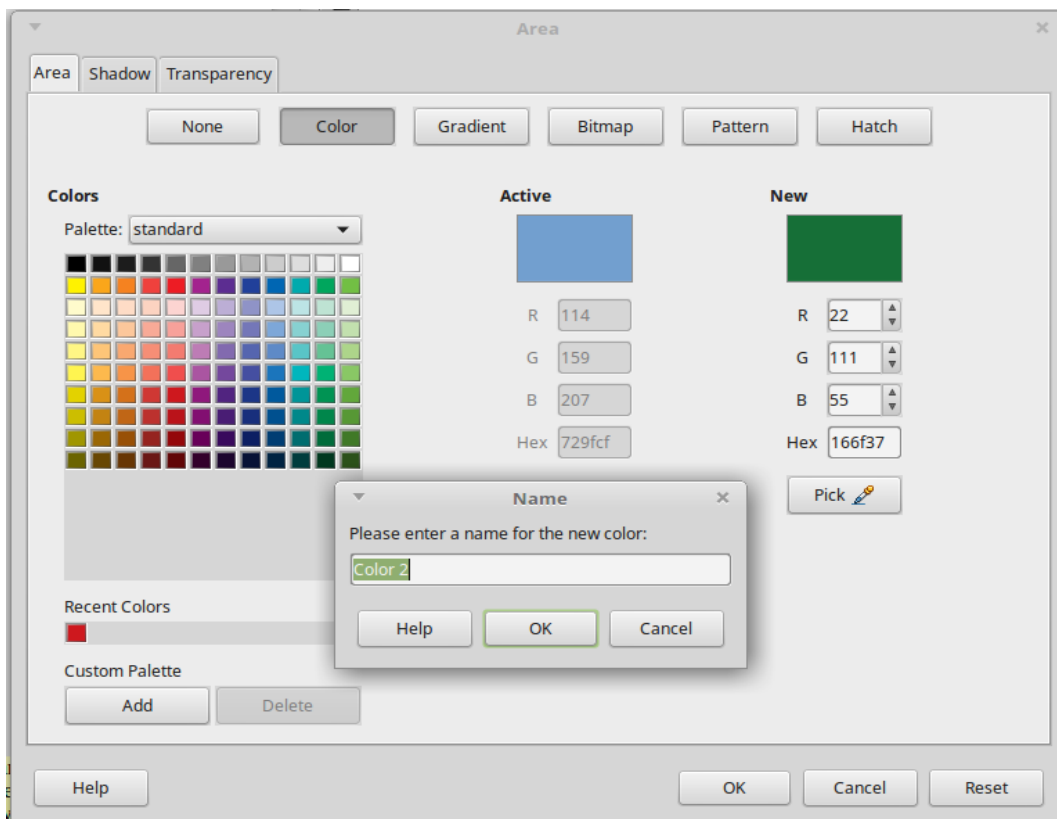 Area
Area Shadow Transparency
None Color Gradient Bitmap Pattern Hatch
Colors Active New
Palette: standard
R 114 R 22
G 159 G 111
B 207 B 55
Hex 729fcf Hex 166f37
Pick
Name
Please enter a name for the new color:
Color 2
Help OK Cancel
Recent Colors
Custom Palette
Add Delete
Help OK Cancel Reset